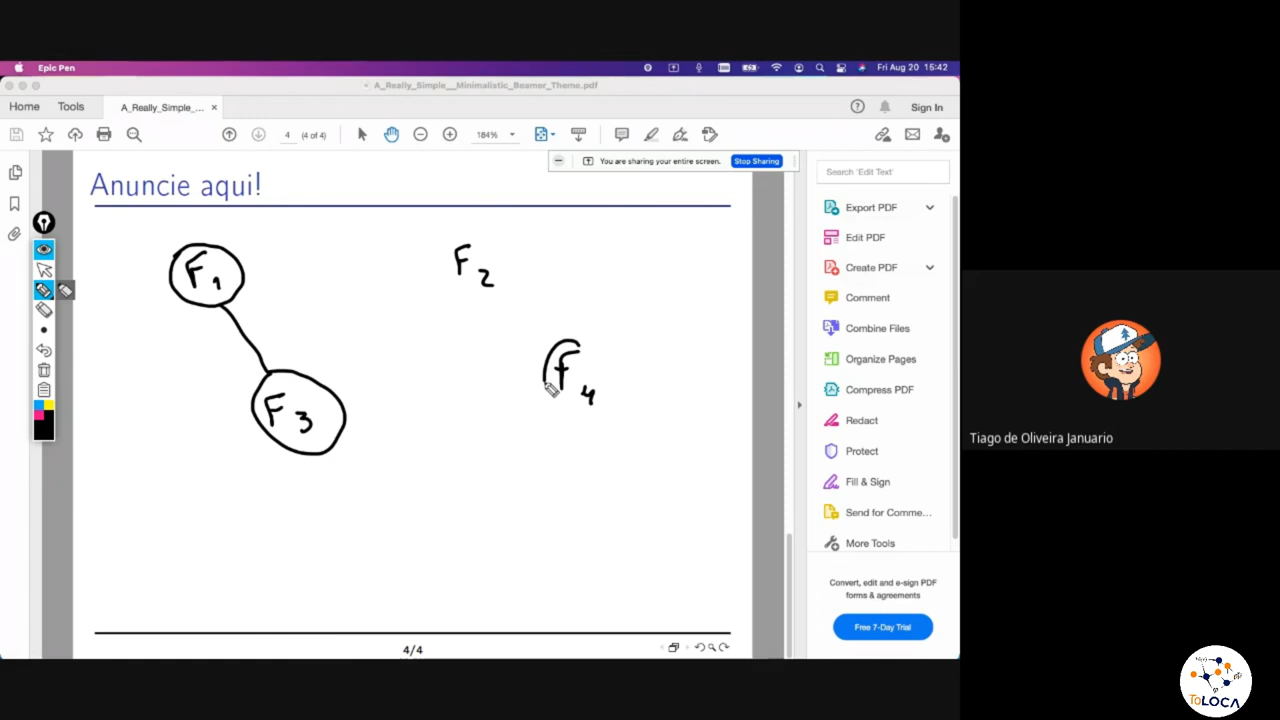 Epic Pen
Fri Aug 20 15:42
A_Really_Simple__Minimalistic_Beamer_Theme.pdf
Home
Tools
A_Really_Simple_...
Sign In
4 (4 of 4)
184%
You are sharing your entire screen.
Stop Sharing
Anuncie aqui!
F1
F2
F3
F4
4/4
Search 'Edit Text'
Export PDF
Edit PDF
Create PDF
Comment
Combine Files
Organize Pages
Compress PDF
Redact
Protect
Fill & Sign
Send for Comme...
More Tools
Convert, edit and e-sign PDF
forms & agreements
Free 7-Day Trial
Tiago de Oliveira Januario
ToLOCA